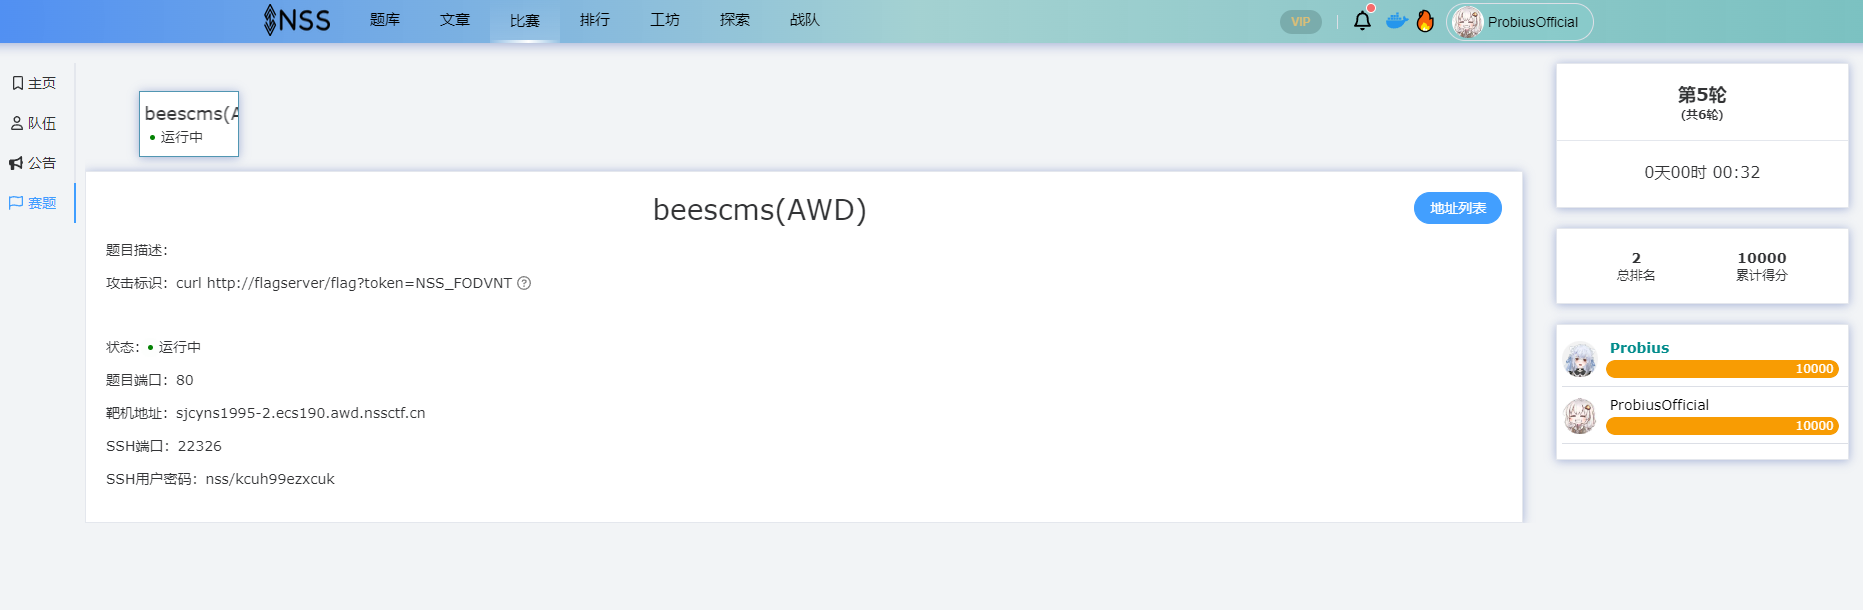 NSS 题库 文章 比赛 排行 工坊 探索 战队 VIP ProbiusOfficial
主页
队伍
公告
赛题
beescms(A
运行中
beescms(AWD)
地址列表
题目描述：
攻击标识：curl http://flagserver/flag?token=NSS_FODVNT
状态：运行中
题目端口：80
靶机地址：sjcyns1995-2.ecs190.awd.nssctf.cn
SSH端口：22326
SSH用户密码：nss/kcuh99ezxcuk
第5轮
(共6轮)
0天00时 00:32
2 10000
总排名 累计得分
Probius
10000
ProbiusOfficial
10000